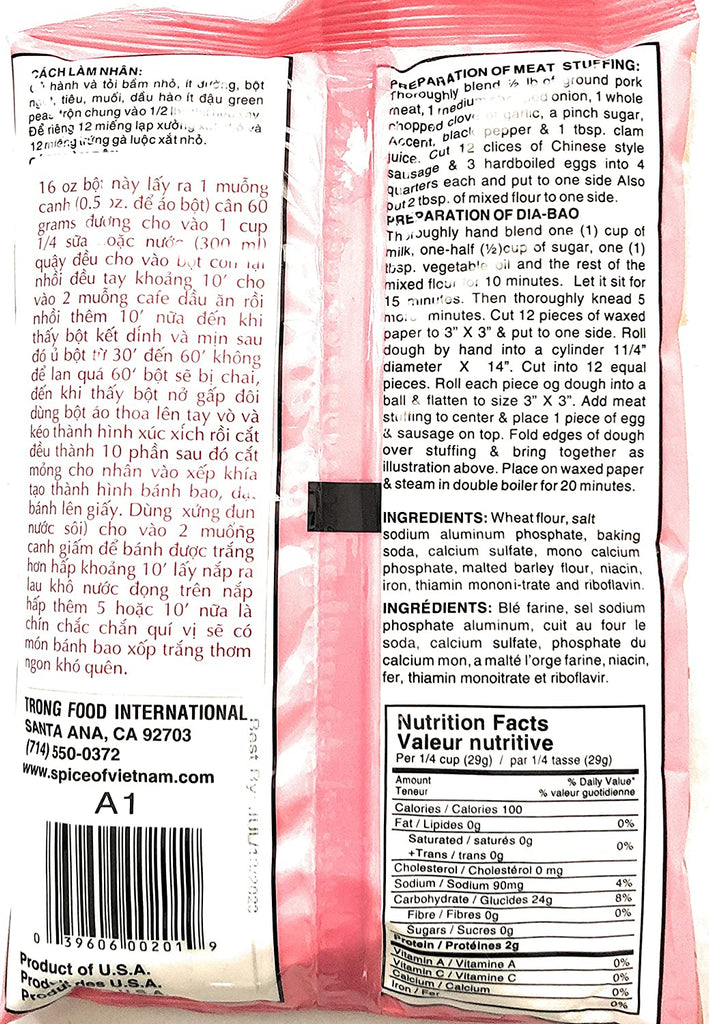 CÁCH LÀM NHÂN:
hành và tỏi bầm nhỏ, ít đường, bột
tiêu, muối, dầu hào ít đậu green
peas trộn chung vào 1/2
Để riêng 12 miếng lạp xưởng và
12 miếng trứng gà luộc xắt nhỏ.
16 oz bột này lấy ra 1 muỗng
canh (0.5 oz. để áo bột) cân 60
grams đường cho vào 1 cup
1/4 sữa hoặc nước (300 ml)
quậy đều cho vào bột còn lại
nhồi đều tay khoảng 10' cho
vào 2 muỗng cafe dầu ăn rồi
nhồi thêm 10' nữa đến khi
thấy bột kết dính và mịn sau
đó ủ bột từ 30' đến 60' không
để lan quá 60' bột sẽ bị chai,
đến khi thấy bột nở gấp đôi
dùng bột áo thoa lên tay vò và
kéo thành hình xúc xích rồi cắt
đều thành 10 phần sau đó cắt
mỏng cho nhân vào xếp khía
tạo thành hình bánh bao,
bánh lên giấy. Dùng xửng đun
nước sôi) cho vào 2 muỗng
canh giấm để bánh được trắng
hơn hấp khoảng 10' lấy nắp ra
lau khô nước đọng trên nắp
hấp thêm 5 hoặc 10' nữa là
chín chắc chắn quí vị sẽ có
món bánh bao xốp trắng thơm
ngon khó quên.
TRONG FOOD INTERNATIONAL
SANTA ANA, CA 92703
(714) 550-0372
www.spiceofvietnam.com
A1
0 39606 00201 9
Product of U.S.A.
des U.S.A.
Best By: JUL/13/2023
PREPARATION OF MEAT STUFFING:
Thoroughly blend ½ lb of ground pork
meat, 1 medium onion, 1 whole
chopped clove of garlic, a pinch sugar,
Accent, black pepper & 1 tbsp. clam
juice. Cut 12 clices of Chinese style
sausage & 3 hardboiled eggs into 4
quarters each and put to one side Also
put 2 tbsp. of mixed flour to one side.
PREPARATION OF DIA-BAO
Thoroughly hand blend one (1) cup of
milk, one-half (½)cup of sugar, one (1)
tbsp. vegetable oil and the rest of the
mixed flour for 10 minutes. Let it sit for
15 minutes. Then thoroughly knead 5
more minutes. Cut 12 pieces of waxed
paper to 3" X 3" & put to one side. Roll
dough by hand into a cylinder 11/4"
diameter X 14". Cut into 12 equal
pieces. Roll each piece og dough into a
ball & flatten to size 3" X 3". Add meat
stuffing to center & place 1 piece of egg
& sausage on top. Fold edges of dough
over stuffing & bring together as
illustration above. Place on waxed paper
& steam in double boiler for 20 minutes.
INGREDIENTS: Wheat flour, salt
sodium aluminum phosphate, baking
soda, calcium sulfate, mono calcium
phosphate, malted barley flour, niacin,
iron, thiamin mononi-trate and riboflavin.
INGRÉDIENTS: Blé farine, sel sodium
phosphate aluminum, cuit au four le
soda, calcium sulfate, phosphate du
calcium mon, a malté l'orge farine, niacin,
fer, thiamin monoitrate et riboflavir.
Nutrition Facts
Valeur nutritive
Per 1/4 cup (29g) / par 1/4 tasse (29g)
Amount % Daily Value*
Teneur % valeur quotidienne
Calories / Calories 100
Fat / Lipides 0g 0%
Saturated / saturés 0g
+Trans / trans 0g 0%
Cholesterol / Cholestérol 0 mg
Sodium / Sodium 90mg 4%
Carbohydrate / Glucides 24g 8%
Fibre / Fibres 0g 0%
Sugars / Sucres 0g
Protein / Protéines 2g
Vitamin A / Vitamine A 0%
Vitamin C / Vitamine C 0%
Calcium / Calcium 0%
Iron / Fer 0%